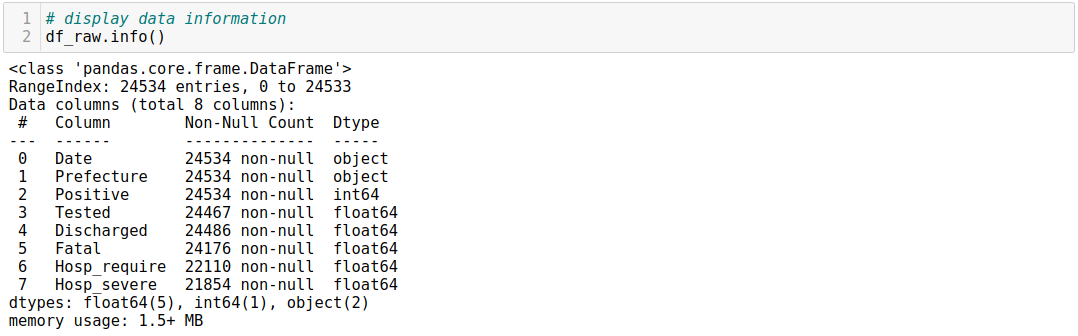 1 # display data information
2 df_raw.info()
<class 'pandas.core.frame.DataFrame'>
RangeIndex: 24534 entries, 0 to 24533
Data columns (total 8 columns):
 #   Column        Non-Null Count  Dtype
---  ------        --------------  -----
 0   Date          24534 non-null  object
 1   Prefecture    24534 non-null  object
 2   Positive      24534 non-null  int64
 3   Tested        24467 non-null  float64
 4   Discharged    24486 non-null  float64
 5   Fatal         24176 non-null  float64
 6   Hosp_require  22110 non-null  float64
 7   Hosp_severe   21854 non-null  float64
dtypes: float64(5), int64(1), object(2)
memory usage: 1.5+ MB